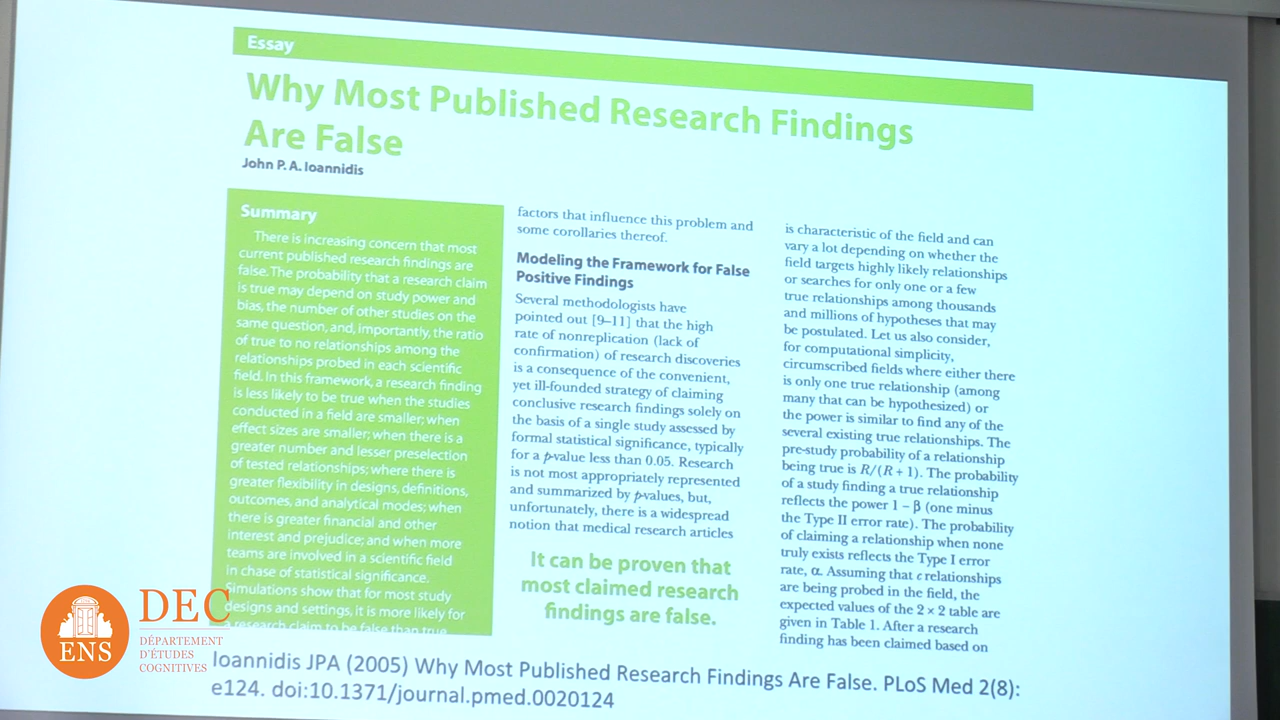 Essay
Why Most Published Research Findings
Are False
John P. A. Ioannidis
Summary
There is increasing concern that most
current published research findings are
false. The probability that a research claim
is true may depend on study power and
bias, the number of other studies on the
same question, and, importantly, the ratio
of true to no relationships among the
relationships probed in each scientific
field. In this framework, a research finding
is less likely to be true when the studies
conducted in a field are smaller; when
effect sizes are smaller; when there is a
greater number and lesser preselection
of tested relationships; where there is
greater flexibility in designs, definitions,
outcomes, and analytical modes; when
there is greater financial and other
interest and prejudice; and when more
teams are involved in a scientific field
in chase of statistical significance.
Simulations show that for most study
designs and settings, it is more likely for
a research claim to be false than true
factors that influence this problem and
some corollaries thereof.
Modeling the Framework for False
Positive Findings
Several methodologists have
pointed out [9–11] that the high
rate of nonreplication (lack of
confirmation) of research discoveries
is a consequence of the convenient,
yet ill-founded strategy of claiming
conclusive research findings solely on
the basis of a single study assessed by
formal statistical significance, typically
for a p-value less than 0.05. Research
is not most appropriately represented
and summarized by p-values, but,
unfortunately, there is a widespread
notion that medical research articles
It can be proven that
most claimed research
findings are false.
is characteristic of the field and can
vary a lot depending on whether the
field targets highly likely relationships
or searches for only one or a few
true relationships among thousands
and millions of hypotheses that may
be postulated. Let us also consider,
for computational simplicity,
circumscribed fields where either there
is only one true relationship (among
many that can be hypothesized) or
the power is similar to find any of the
several existing true relationships. The
pre-study probability of a relationship
being true is R/(R + 1). The probability
of a study finding a true relationship
reflects the power 1 − β (one minus
the Type II error rate). The probability
of claiming a relationship when none
truly exists reflects the Type I error
rate, α. Assuming that c relationships
are being probed in the field, the
expected values of the 2 × 2 table are
given in Table 1. After a research
finding has been claimed based on
Ioannidis JPA (2005) Why Most Published Research Findings Are False. PLoS Med 2(8):
e124. doi:10.1371/journal.pmed.0020124
ENS
DEC
DÉPARTEMENT
D'ÉTUDES
COGNITIVES